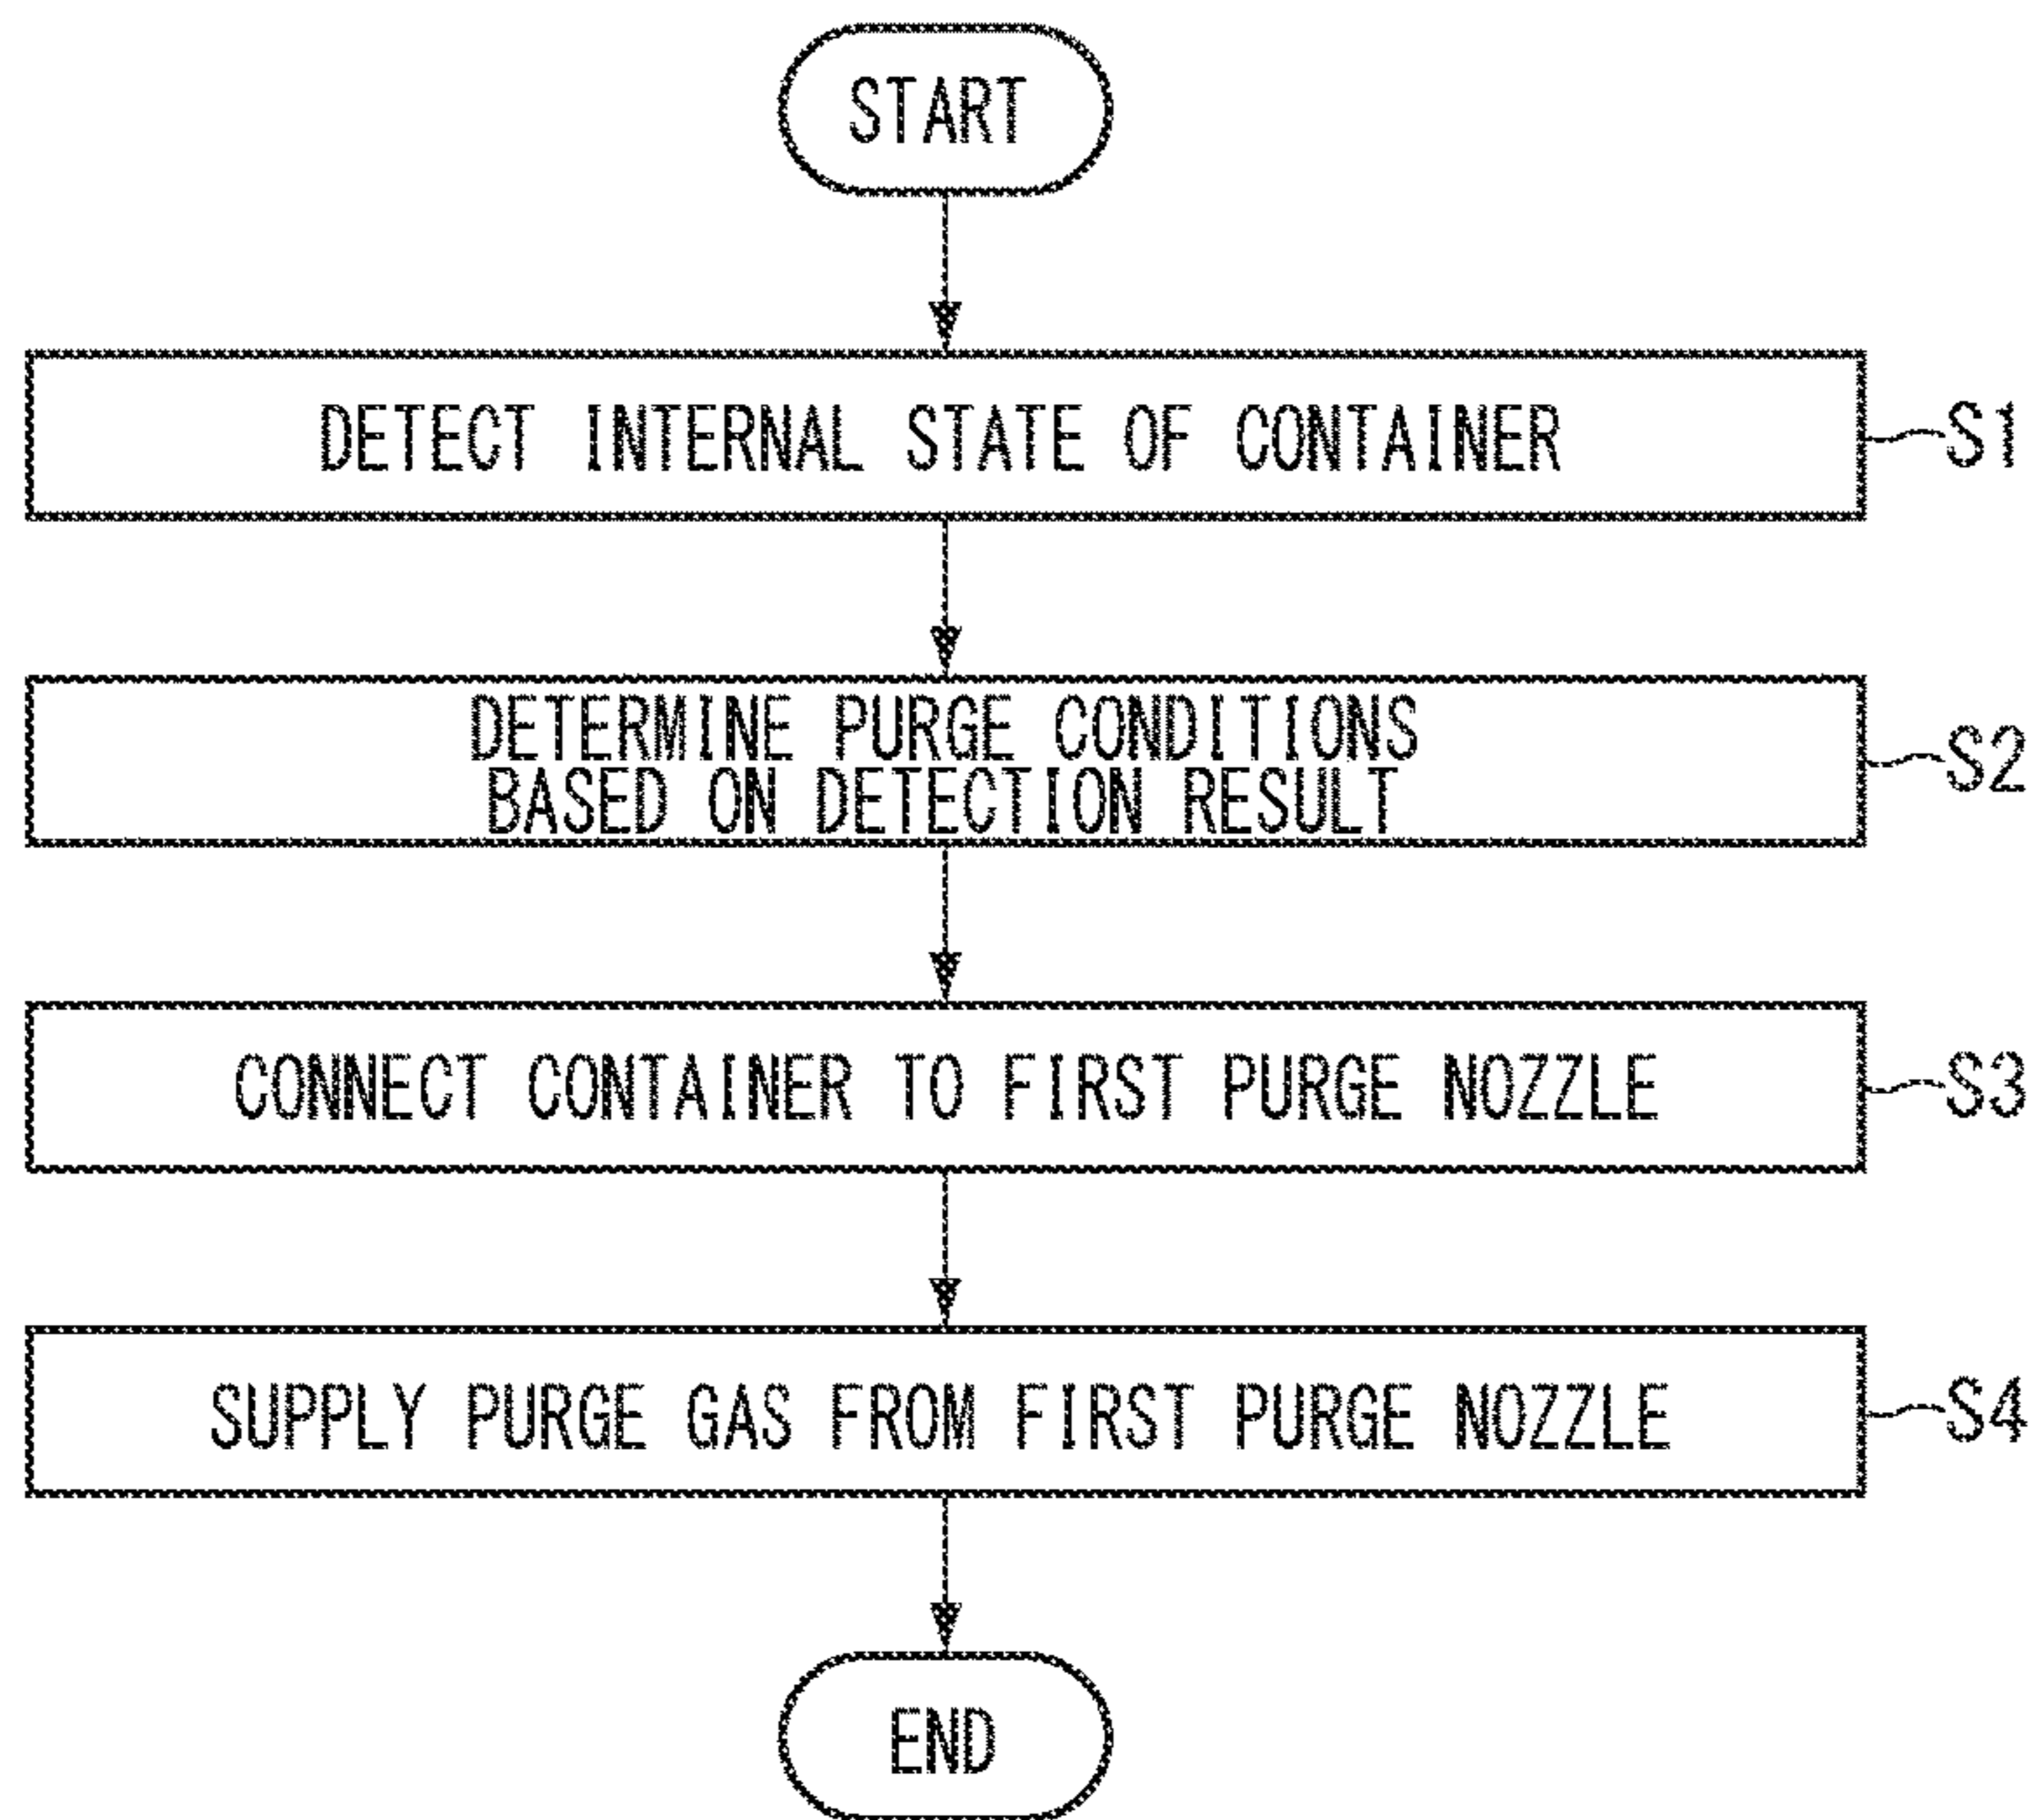 START
DETECT INTERNAL STATE OF CONTAINER
S1
DETERMINE PURGE CONDITIONS
BASED ON DETECTION RESULT
S2
CONNECT CONTAINER TO FIRST PURGE NOZZLE
S3
SUPPLY PURGE GAS FROM FIRST PURGE NOZZLE
S4
END